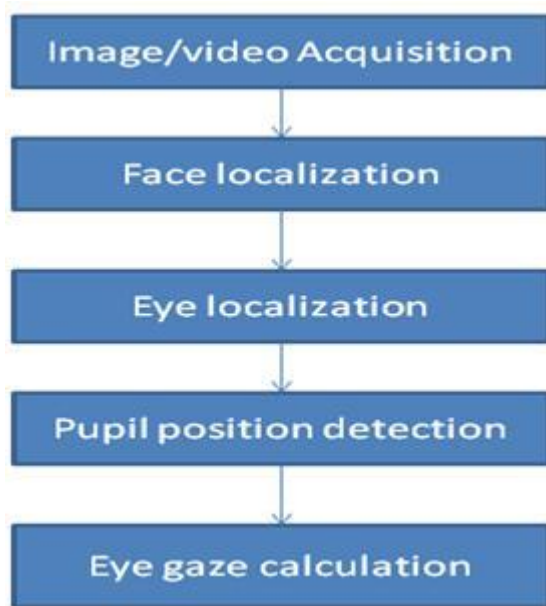 Image/video Acquisition
Face localization
Eye localization
Pupil position detection
Eye gaze calculation